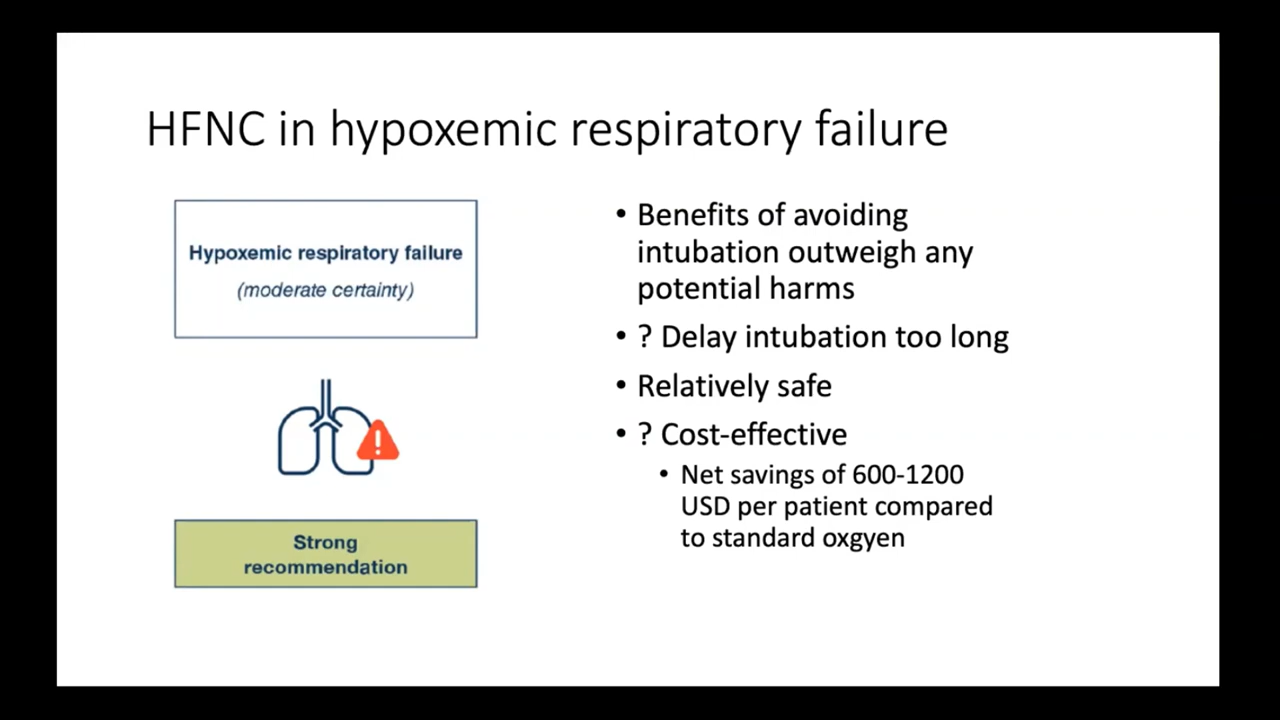 HFNC in hypoxemic respiratory failure
Hypoxemic respiratory failure
(moderate certainty)
Strong
recommendation
• Benefits of avoiding
intubation outweigh any
potential harms
• ? Delay intubation too long
• Relatively safe
• ? Cost-effective
• Net savings of 600-1200
USD per patient compared
to standard oxgyen